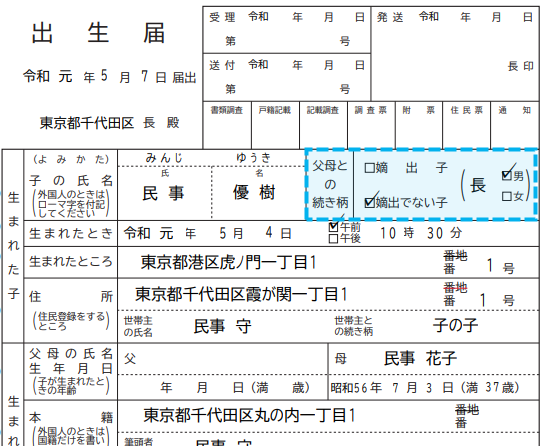 出生届
受理 令和 年 月 日
第 号
発送 令和 年 月 日
送付 令和 年 月 日
第 号
長印
令和 元 年 5 月 7 日 届出
書類調査 戸籍記載 記載調査 調査票 附票 住民票 通知
東京都千代田区 長 殿
生まれた子
(よみかた)
みんじ ゆうき
子の氏名
氏 名
(外国人のときはローマ字を付記してください)
民事 優樹
父母との続き柄
□嫡出子
☑嫡出でない子
(長 ☑男 □女)
生まれたとき
令和 元 年 5 月 4 日
☑午前 □午後
10 時 30 分
生まれたところ
東京都港区虎ノ門一丁目1
番地
番 1 号
住所
(住民登録をするところ)
東京都千代田区霞が関一丁目1
番地
番 1 号
世帯主の氏名
民事 守
世帯主との続き柄
子の子
生まれ
父母の氏名
生年月日
(子が生まれたときの年齢)
父
母 民事 花子
年 月 日(満 歳)
昭和56年 7 月 3 日(満 37 歳)
本籍
(外国人のときは国籍だけを書い
東京都千代田区丸の内一丁目1
番地
番
筆頭者
民事 守